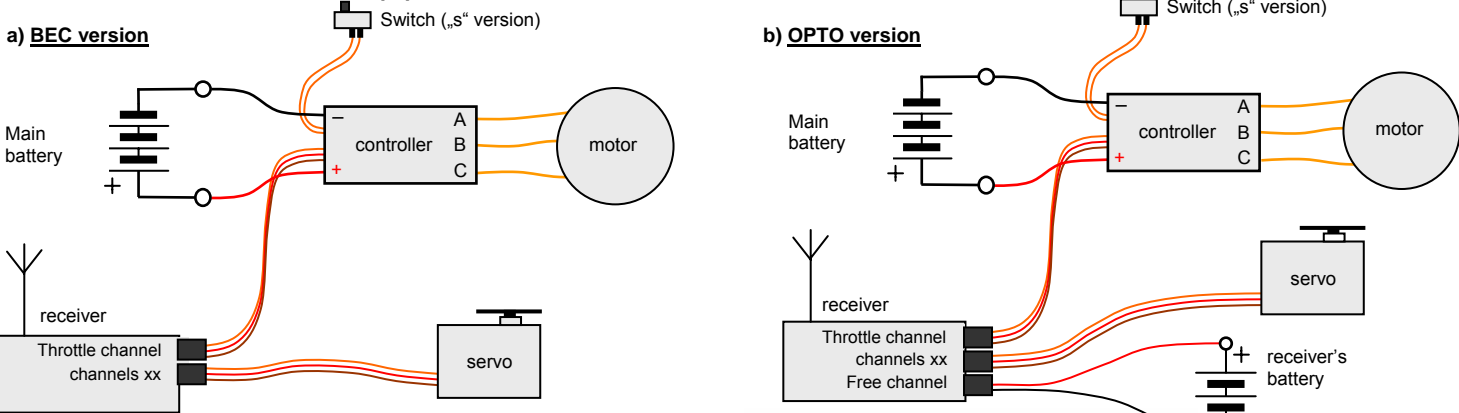 Switch („s“ version)
a) BEC version
Main
battery
+
−
+
controller
A
B
C
motor
receiver
Throttle channel
channels xx
servo
Switch („s“ version)
b) OPTO version
Main
battery
+
−
+
controller
A
B
C
motor
servo
receiver
Throttle channel
channels xx
Free channel
+
receiver's
battery